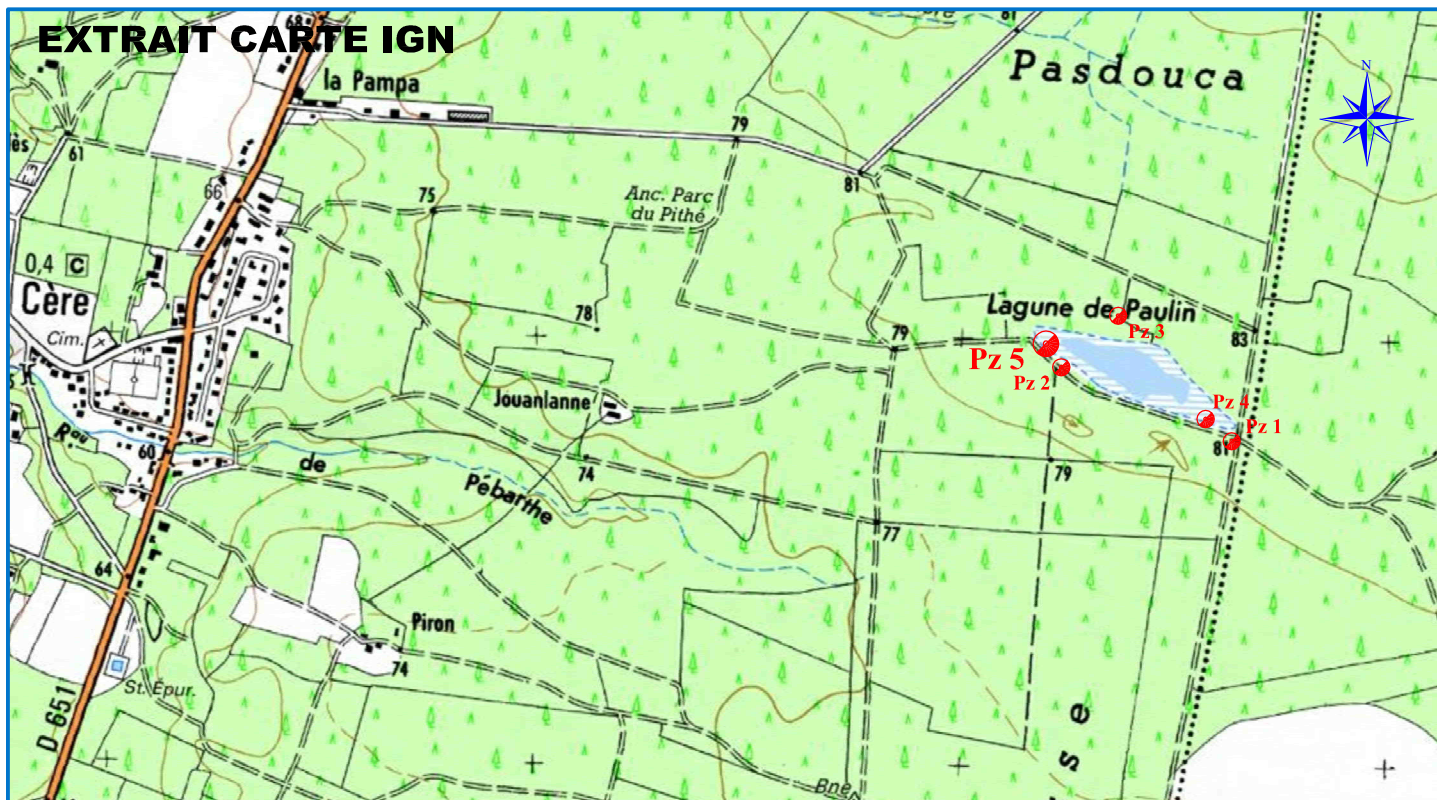 EXTRAIT CARTE IGN
68
81
N
la Pampa
Pasdouca
79
61
ès
81
66
75
Anc. Parc
du Pithé
0,4 C
Cère
Lagune de Paulin
78
Pz 3
Cim.
79
83
Pz 5
Pz 2
Jouanlanne
Pz 4
Pz 1
81
Rau
60
de
74
79
Pébarthe
77
64
Piron
74
St. Épur.
D 651
se
Bne